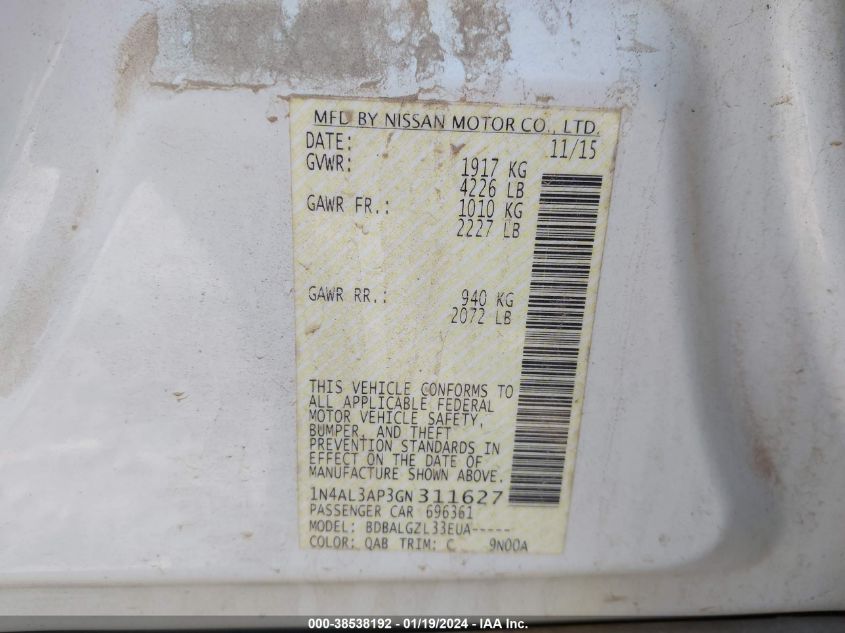 MFD BY NISSAN MOTOR CO., LTD.
DATE: 11/15
GVWR: 1917 KG
4226 LB
GAWR FR.: 1010 KG
2227 LB
GAWR RR.: 940 KG
2072 LB
THIS VEHICLE CONFORMS TO
ALL APPLICABLE FEDERAL
MOTOR VEHICLE SAFETY,
BUMPER, AND THEFT
PREVENTION STANDARDS IN
EFFECT ON THE DATE OF
MANUFACTURE SHOWN ABOVE.
1N4AL3AP3GN311627
PASSENGER CAR 696361
MODEL: BDBALGZL33EUA-----
COLOR: QAB TRIM: C 9N00A
000-38538192 - 01/19/2024 - IAA Inc.